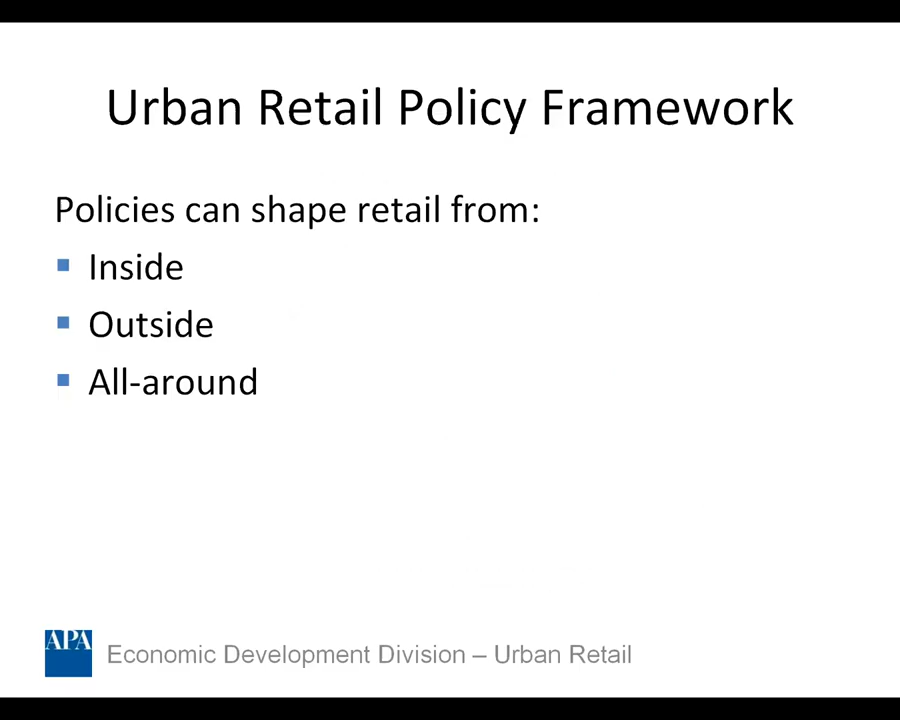 Urban Retail Policy Framework
Policies can shape retail from:
Inside
Outside
All-around
APA
Economic Development Division – Urban Retail